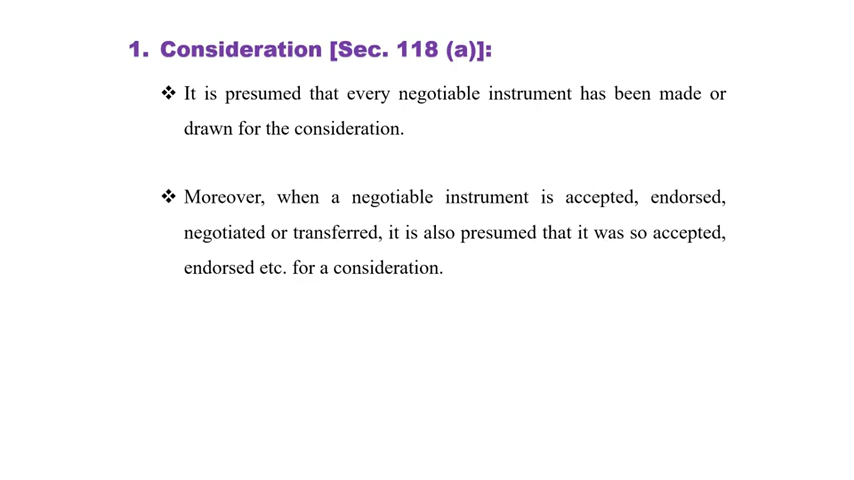 1. Consideration [Sec. 118 (a)]:
❖ It is presumed that every negotiable instrument has been made or
drawn for the consideration.
❖ Moreover, when a negotiable instrument is accepted, endorsed,
negotiated or transferred, it is also presumed that it was so accepted,
endorsed etc. for a consideration.